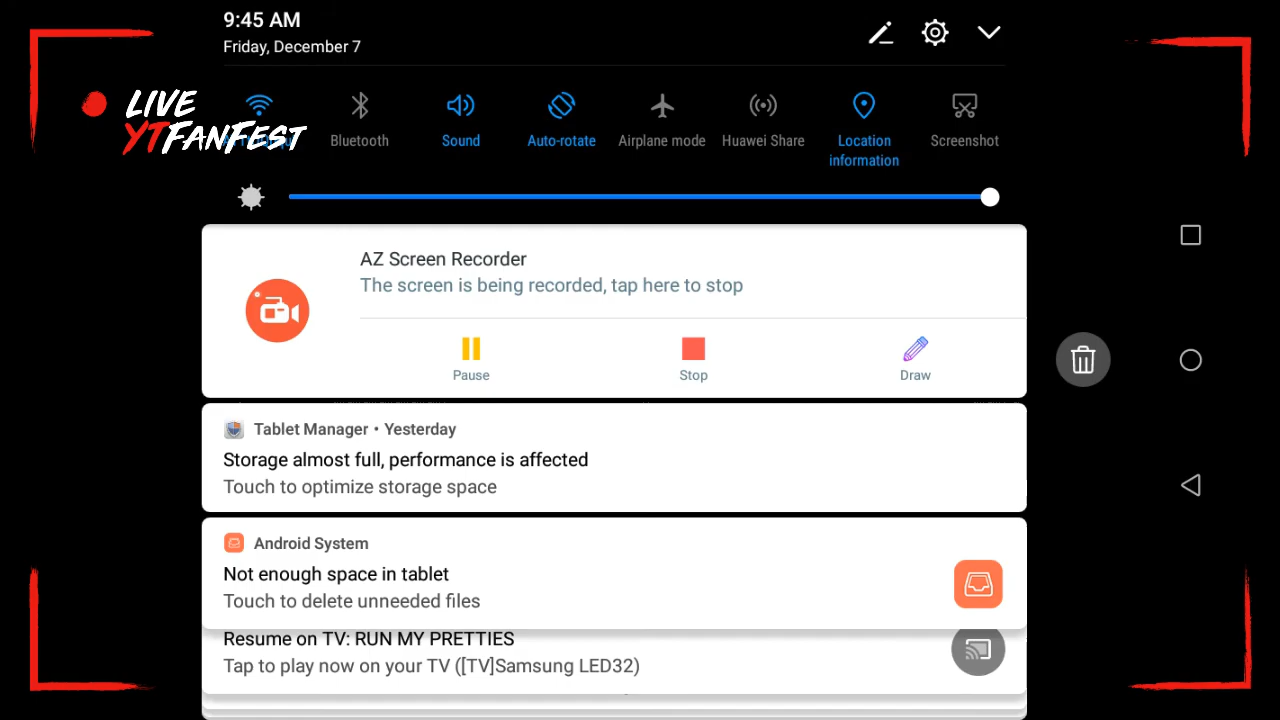 9:45 AM
Friday, December 7
LIVE
YTFANFEST
Bluetooth
Sound
Auto-rotate
Airplane mode
Huawei Share
Location
information
Screenshot
AZ Screen Recorder
The screen is being recorded, tap here to stop
Pause
Stop
Draw
Tablet Manager • Yesterday
Storage almost full, performance is affected
Touch to optimize storage space
Android System
Not enough space in tablet
Touch to delete unneeded files
Resume on TV: RUN MY PRETTIES
Tap to play now on your TV ([TV]Samsung LED32)